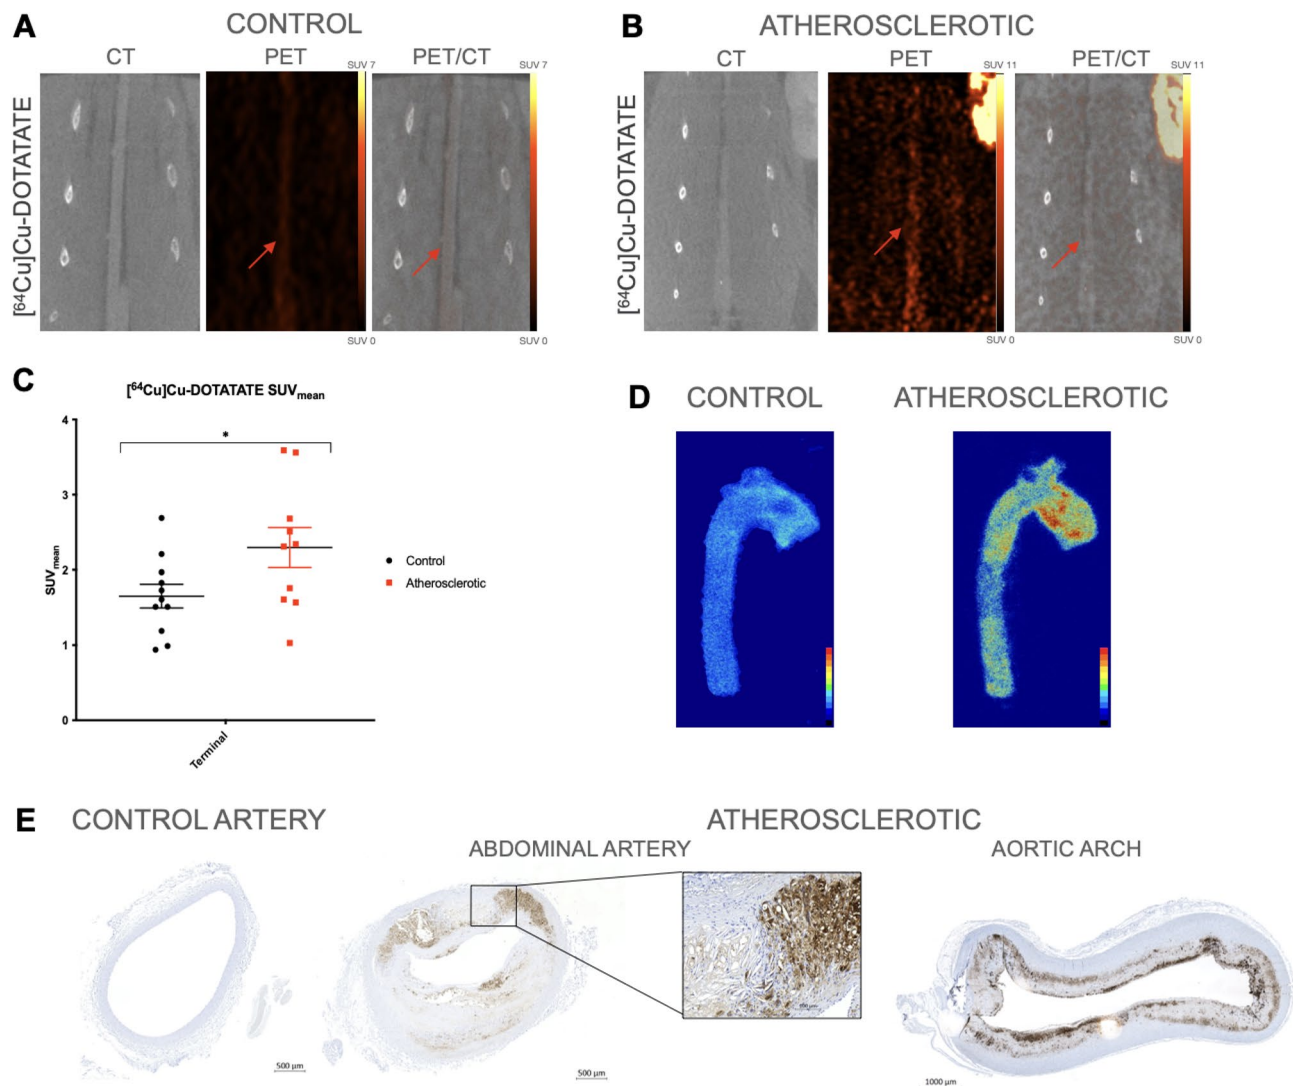 A
CONTROL
CT
PET
PET/CT
SUV 7
SUV 7
[⁶⁴Cu]Cu-DOTATATE
SUV 0
SUV 0
B
ATHEROSCLEROTIC
CT
PET
PET/CT
SUV 11
SUV 11
[⁶⁴Cu]Cu-DOTATATE
SUV 0
SUV 0
C
[⁶⁴Cu]Cu-DOTATATE SUVmean
4
3
2
1
0
SUVmean
*
Terminal
Control
Atherosclerotic
D
CONTROL
ATHEROSCLEROTIC
E
CONTROL ARTERY
ATHEROSCLEROTIC
ABDOMINAL ARTERY
AORTIC ARCH
500 µm
500 µm
1000 µm